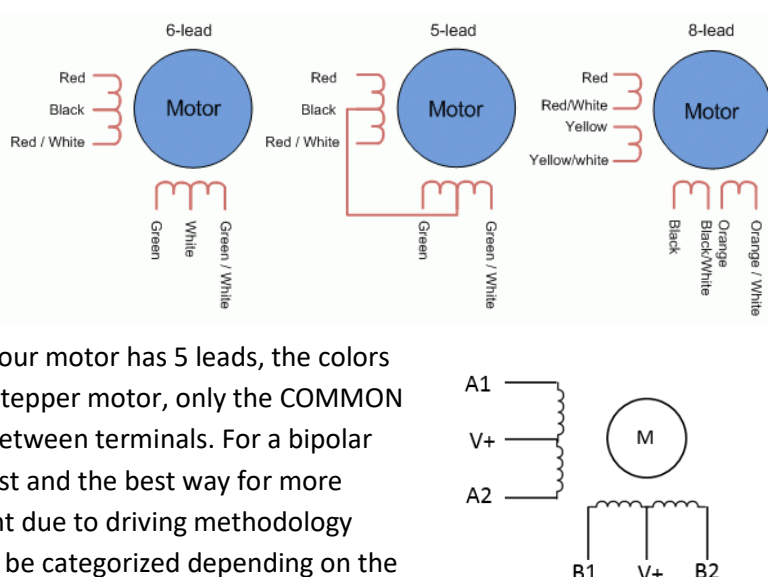 6-lead
Red
Black
Red / White
Motor
Green
White
Green / White
5-lead
Red
Black
Red / White
Motor
Green
Green / White
8-lead
Red
Red/White
Yellow
Yellow/white
Motor
Black
Black/White
Orange
Orange / White
our motor has 5 leads, the colors
tepper motor, only the COMMON
etween terminals. For a bipolar
st and the best way for more
nt due to driving methodology
be categorized depending on the
A1
V+
A2
M
B1 V+ B2